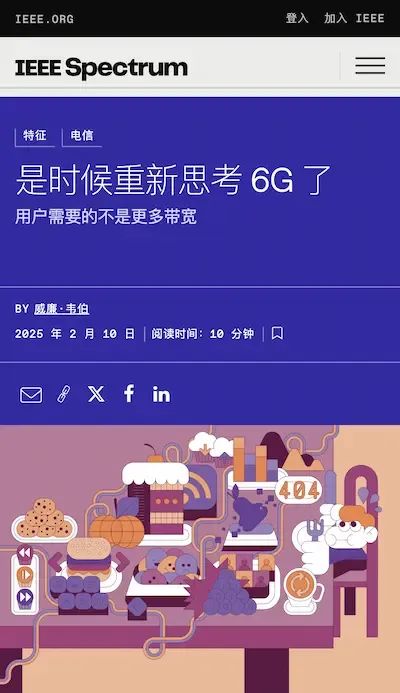 IEEE.ORG 登入 加入 IEEE
IEEE Spectrum
特征 电信
是时候重新思考 6G 了
用户需要的不是更多带宽
BY 威廉·韦伯
2025 年 2 月 10 日 阅读时间: 10 分钟
404